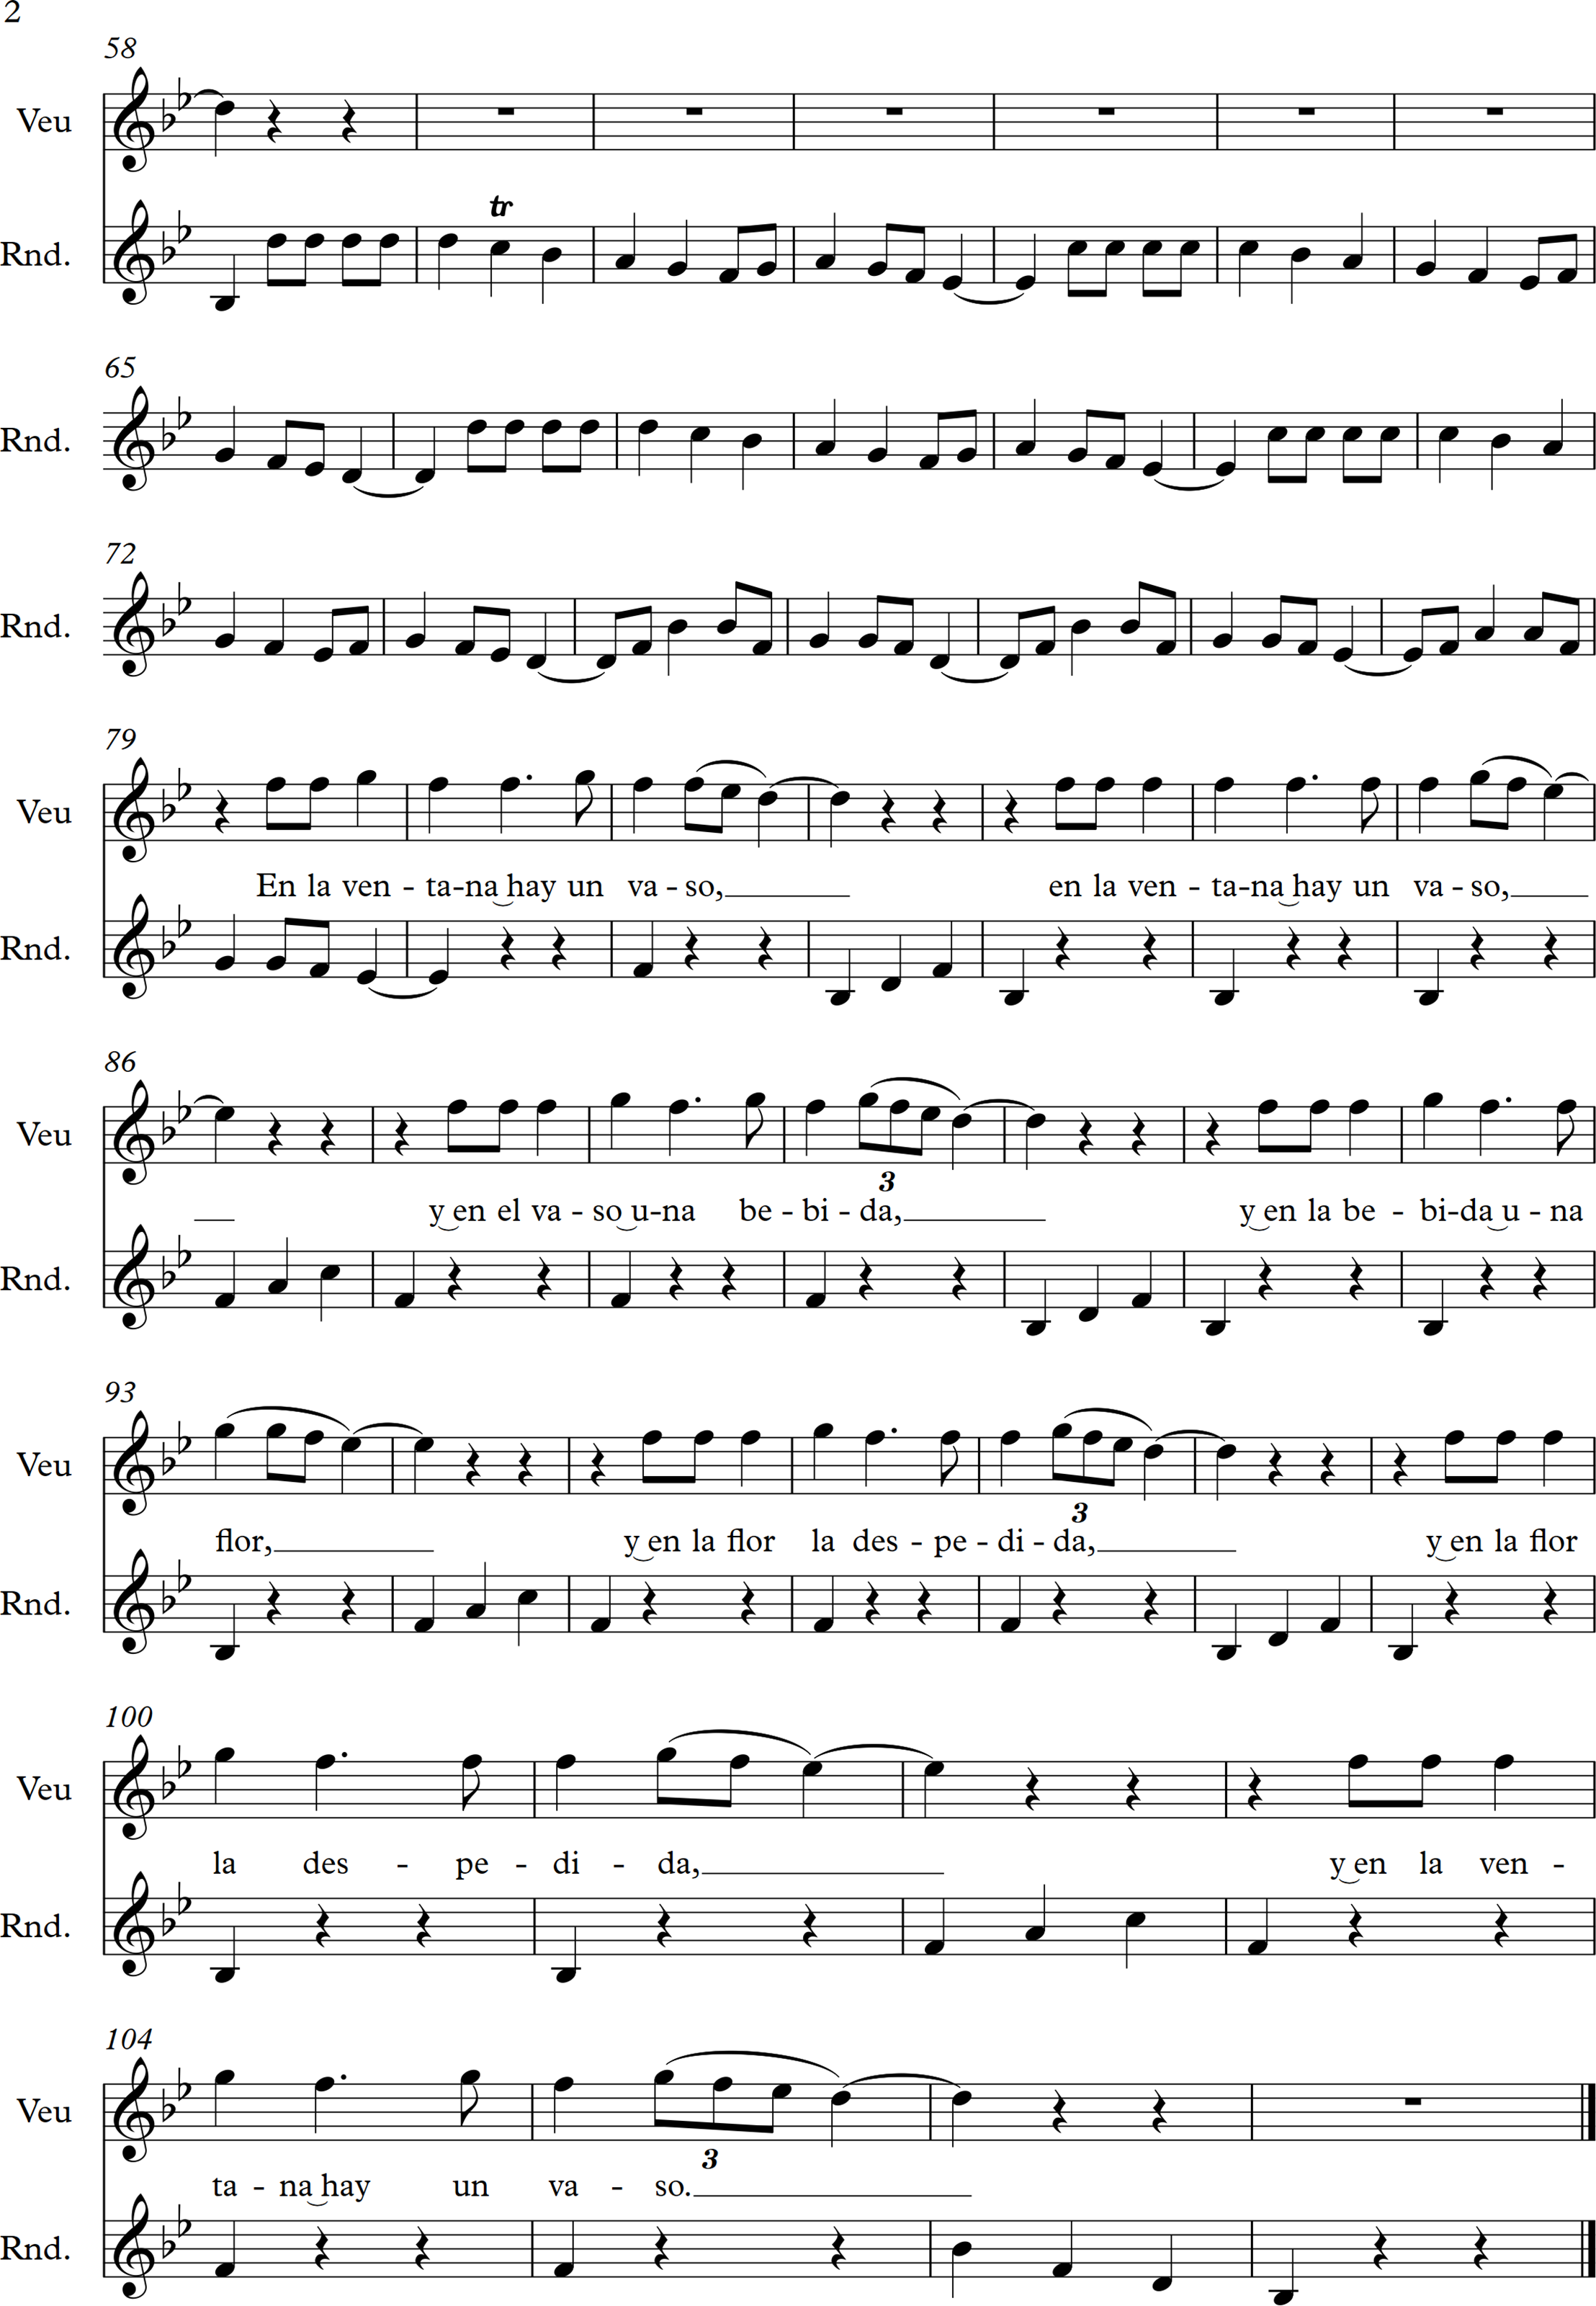 2
58
Veu
tr
Rnd.
65
Rnd.
72
Rnd.
79
Veu
En la ven - ta-na hay un va - so, en la ven - ta-na hay un va - so,
Rnd.
86
Veu
3
y en el va - so u-na be - bi - da, y en la be - bi-da u - na
Rnd.
93
Veu
3
flor, y en la flor la des - pe - di - da, y en la flor
Rnd.
100
Veu
la des - pe - di - da, y en la ven -
Rnd.
104
Veu
3
ta - na hay un va - so.
Rnd.